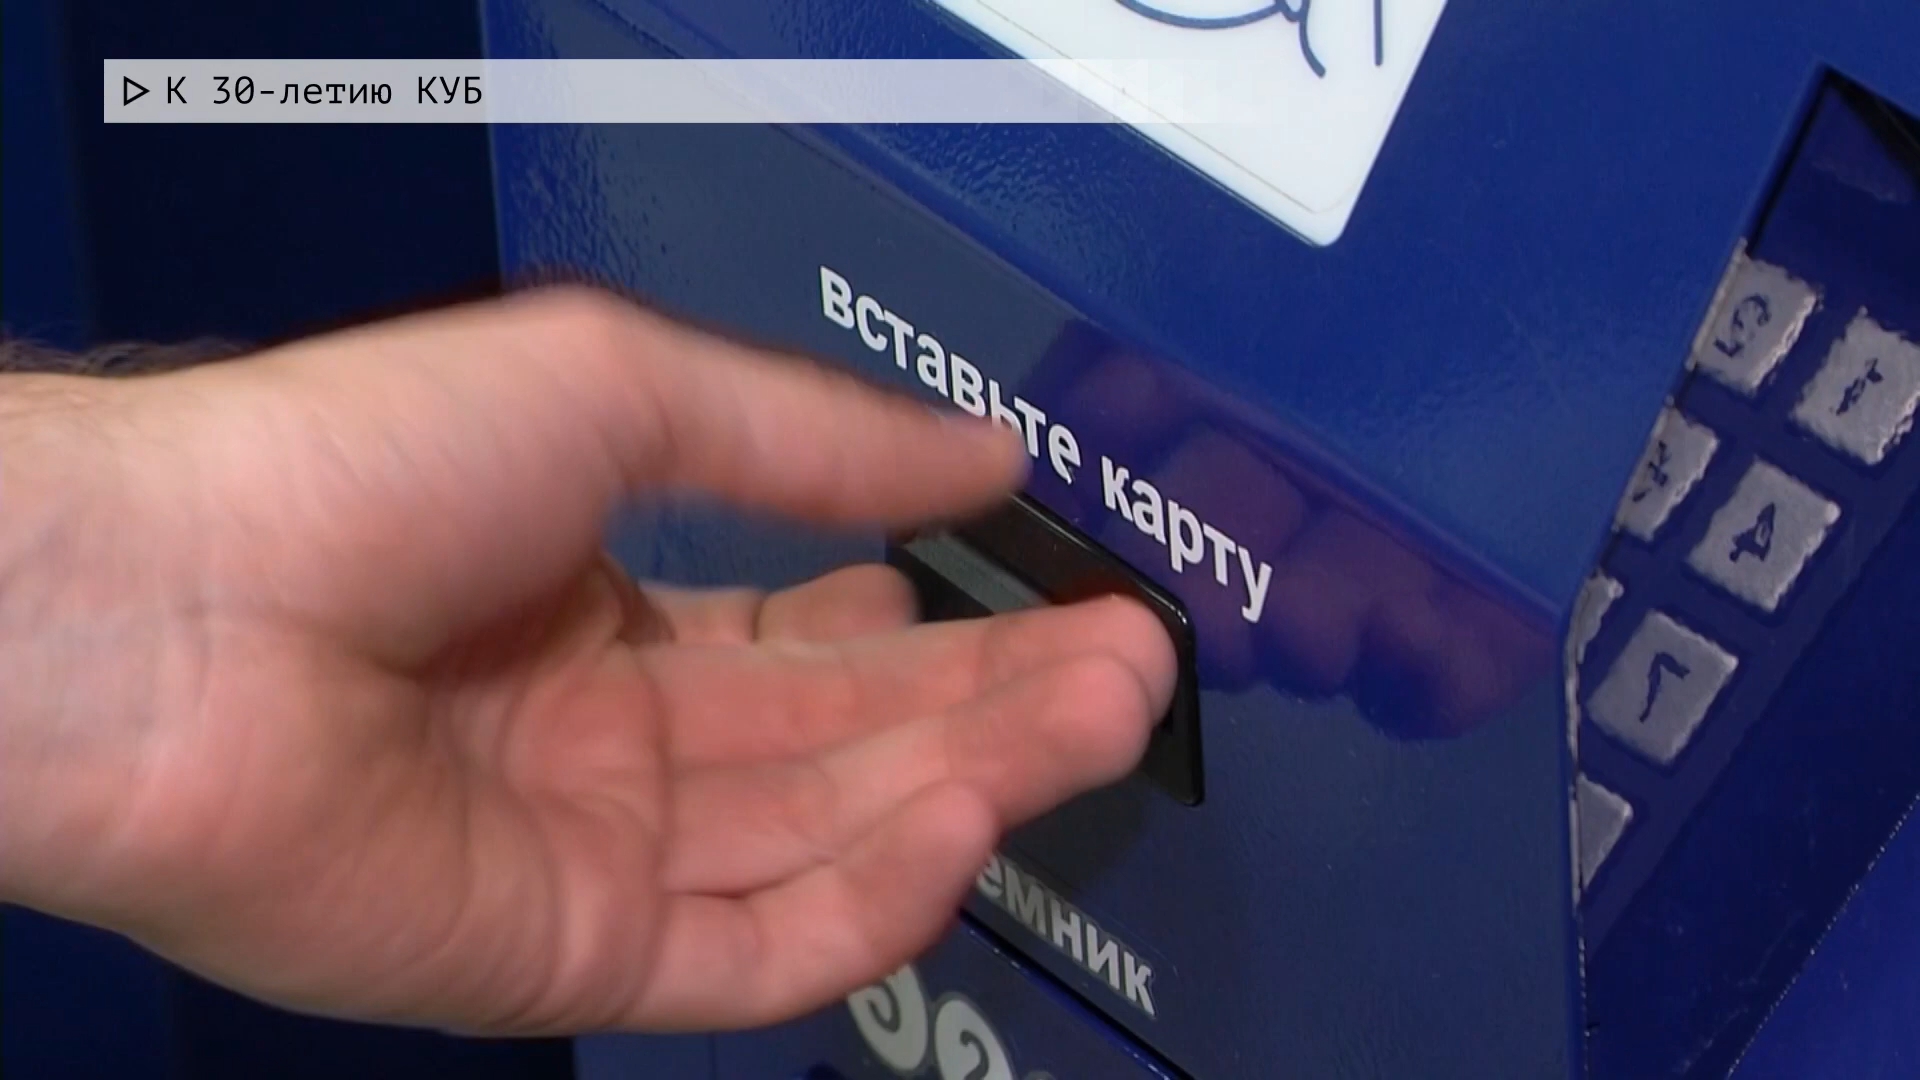 К 30-летию КУБ
вставьте карту
емник